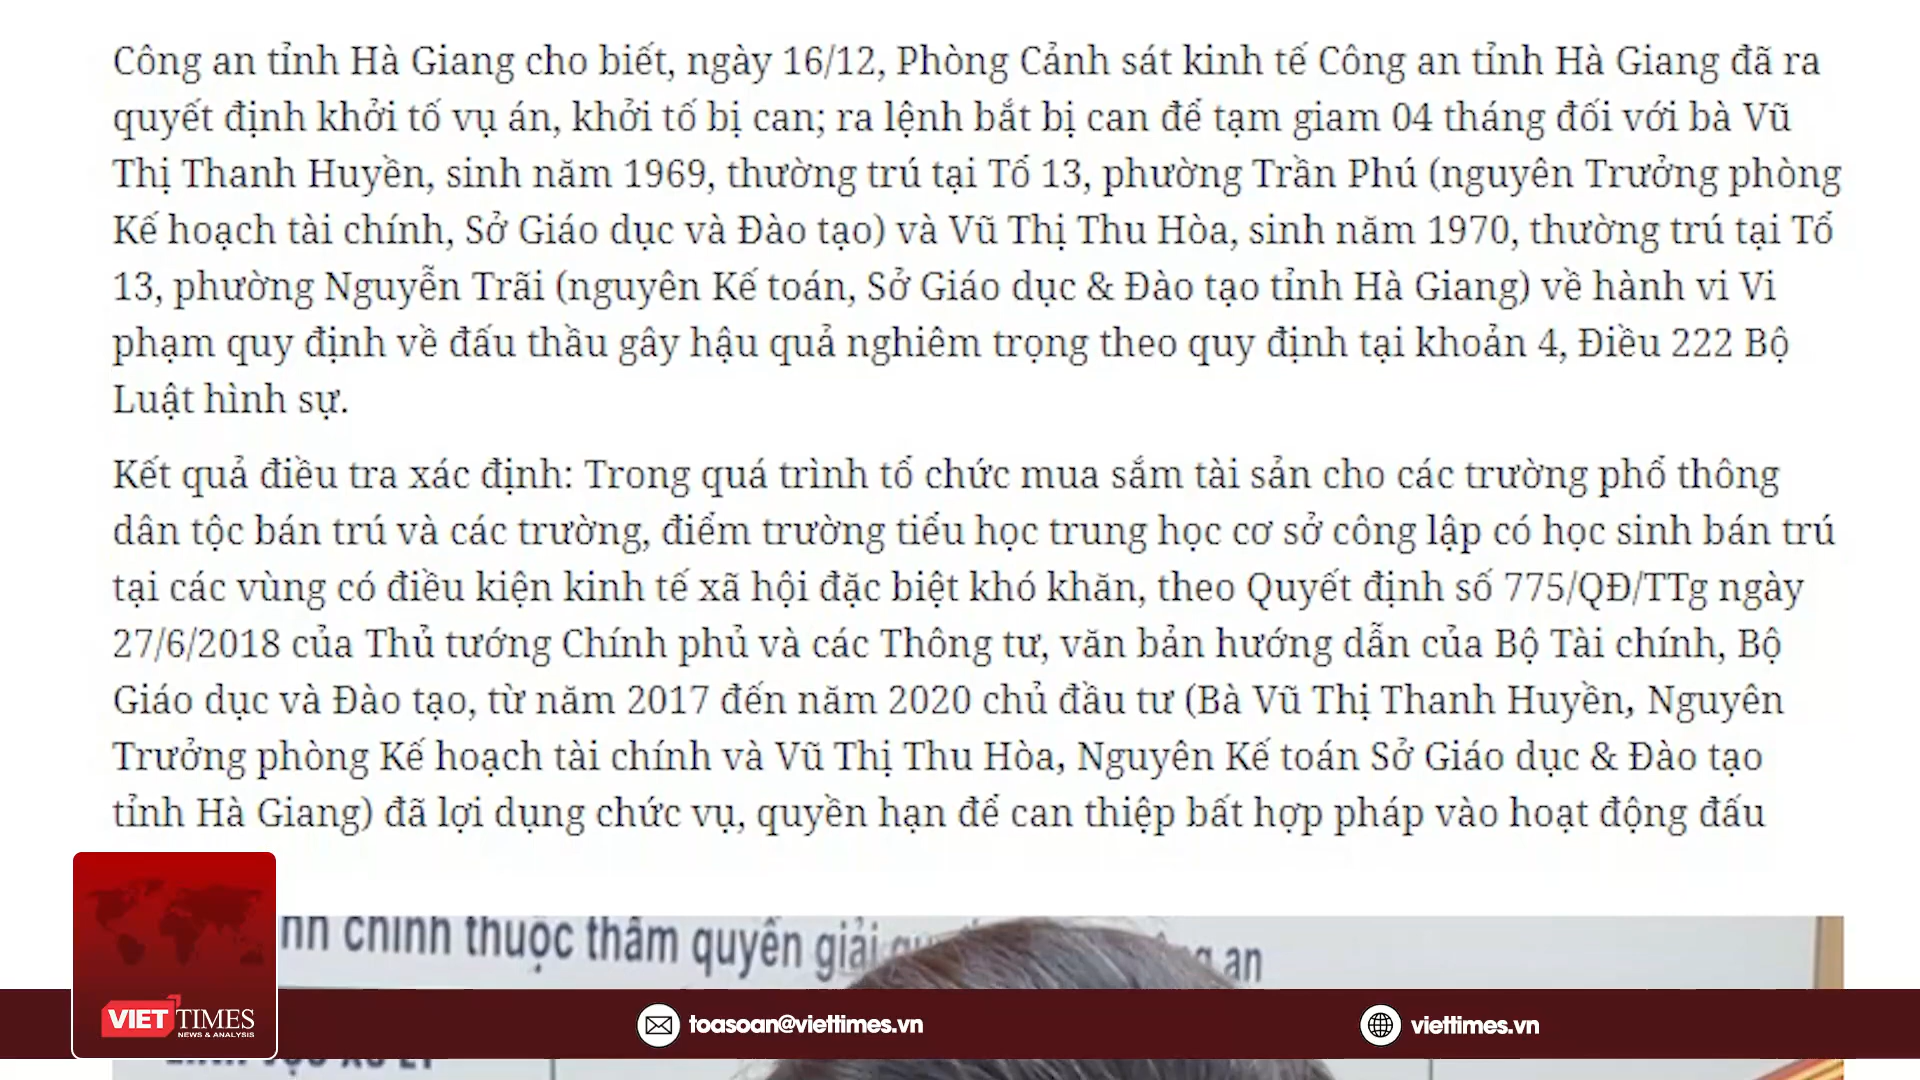 Công an tỉnh Hà Giang cho biết, ngày 16/12, Phòng Cảnh sát kinh tế Công an tỉnh Hà Giang đã ra
quyết định khởi tố vụ án, khởi tố bị can; ra lệnh bắt bị can để tạm giam 04 tháng đối với bà Vũ
Thị Thanh Huyền, sinh năm 1969, thường trú tại Tổ 13, phường Trần Phú (nguyên Trưởng phòng
Kế hoạch tài chính, Sở Giáo dục và Đào tạo) và Vũ Thị Thu Hòa, sinh năm 1970, thường trú tại Tổ
13, phường Nguyễn Trãi (nguyên Kế toán, Sở Giáo dục & Đào tạo tỉnh Hà Giang) về hành vi Vi
phạm quy định về đấu thầu gây hậu quả nghiêm trọng theo quy định tại khoản 4, Điều 222 Bộ
Luật hình sự.
Kết quả điều tra xác định: Trong quá trình tổ chức mua sắm tài sản cho các trường phổ thông
dân tộc bán trú và các trường, điểm trường tiểu học trung học cơ sở công lập có học sinh bán trú
tại các vùng có điều kiện kinh tế xã hội đặc biệt khó khăn, theo Quyết định số 775/QĐ/TTg ngày
27/6/2018 của Thủ tướng Chính phủ và các Thông tư, văn bản hướng dẫn của Bộ Tài chính, Bộ
Giáo dục và Đào tạo, từ năm 2017 đến năm 2020 chủ đầu tư (Bà Vũ Thị Thanh Huyền, Nguyên
Trưởng phòng Kế hoạch tài chính và Vũ Thị Thu Hòa, Nguyên Kế toán Sở Giáo dục & Đào tạo
tỉnh Hà Giang) đã lợi dụng chức vụ, quyền hạn để can thiệp bất hợp pháp vào hoạt động đấu
chính thuộc thẩm quyền giải an
VIETTIMES
NEWS & ANALYSIS
toasoan@viettimes.vn
viettimes.vn